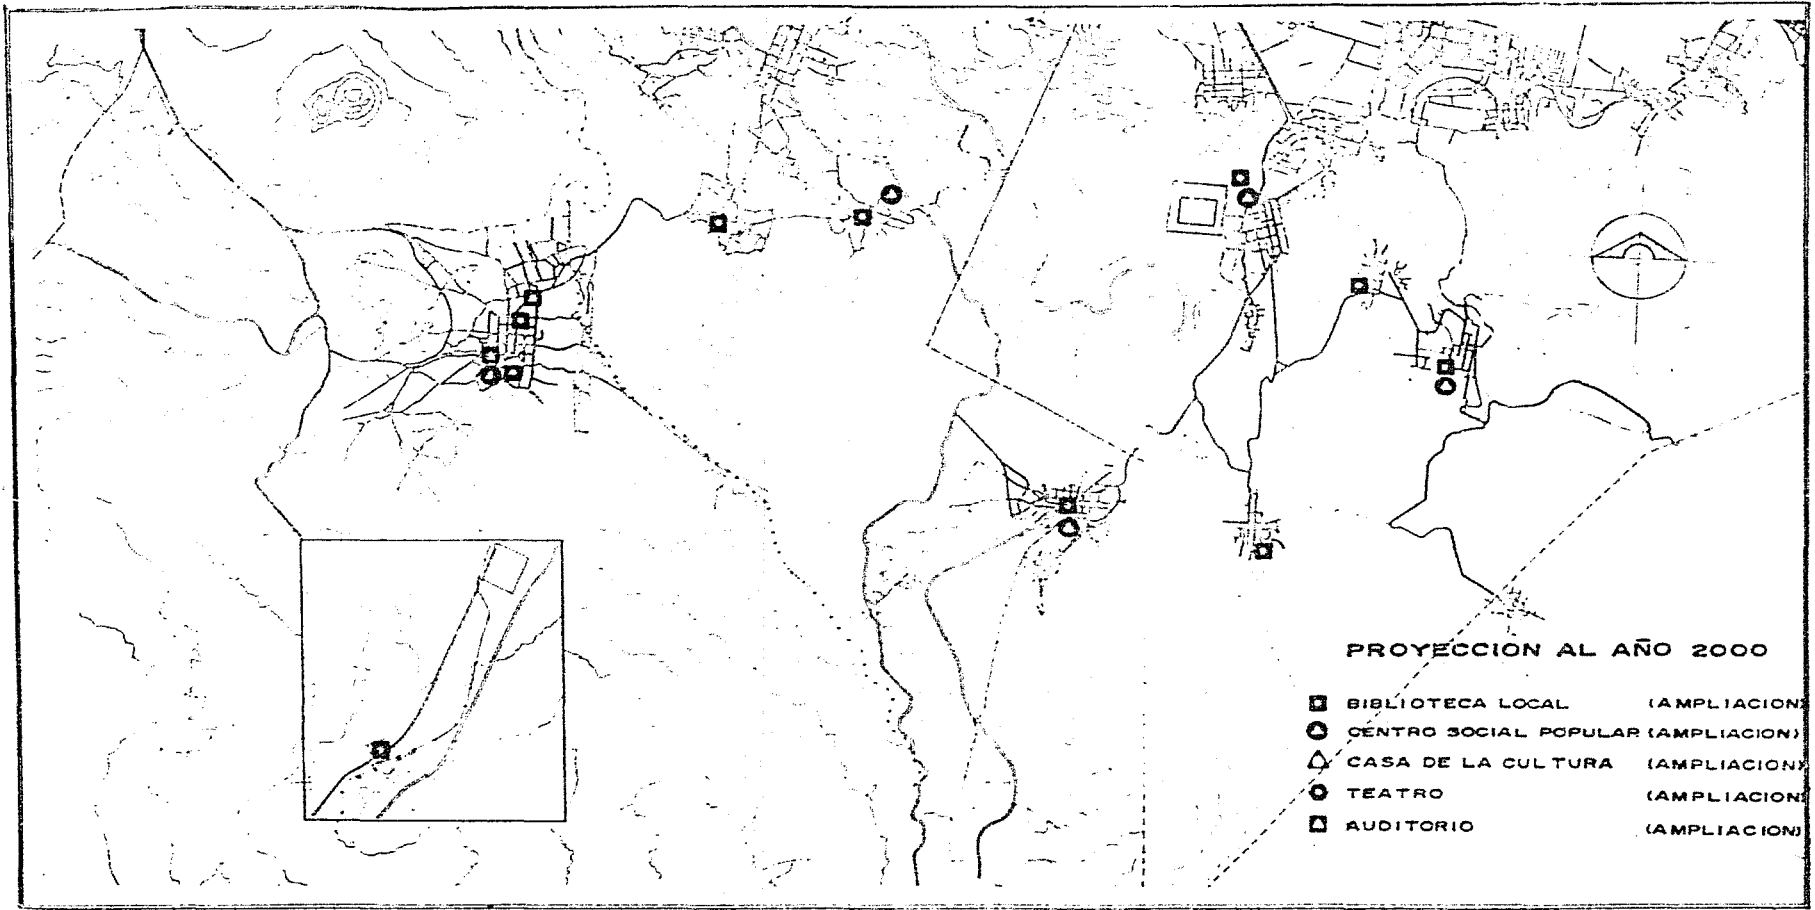 PROYECCION AL AÑO 2000
BIBLIOTECA LOCAL (AMPLIACION)
CENTRO SOCIAL POPULAR (AMPLIACION)
CASA DE LA CULTURA (AMPLIACION)
TEATRO (AMPLIACION)
AUDITORIO (AMPLIACION)